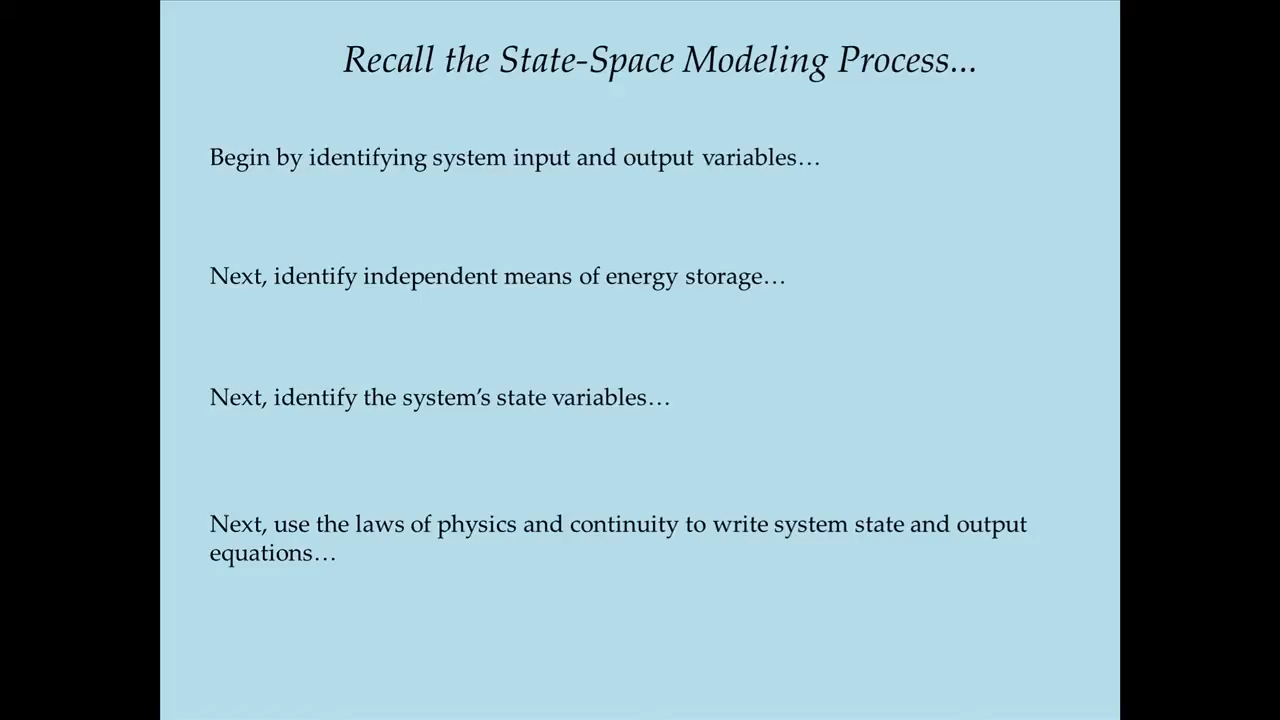 Recall the State-Space Modeling Process...
Begin by identifying system input and output variables…
Next, identify independent means of energy storage…
Next, identify the system’s state variables…
Next, use the laws of physics and continuity to write system state and output
equations…